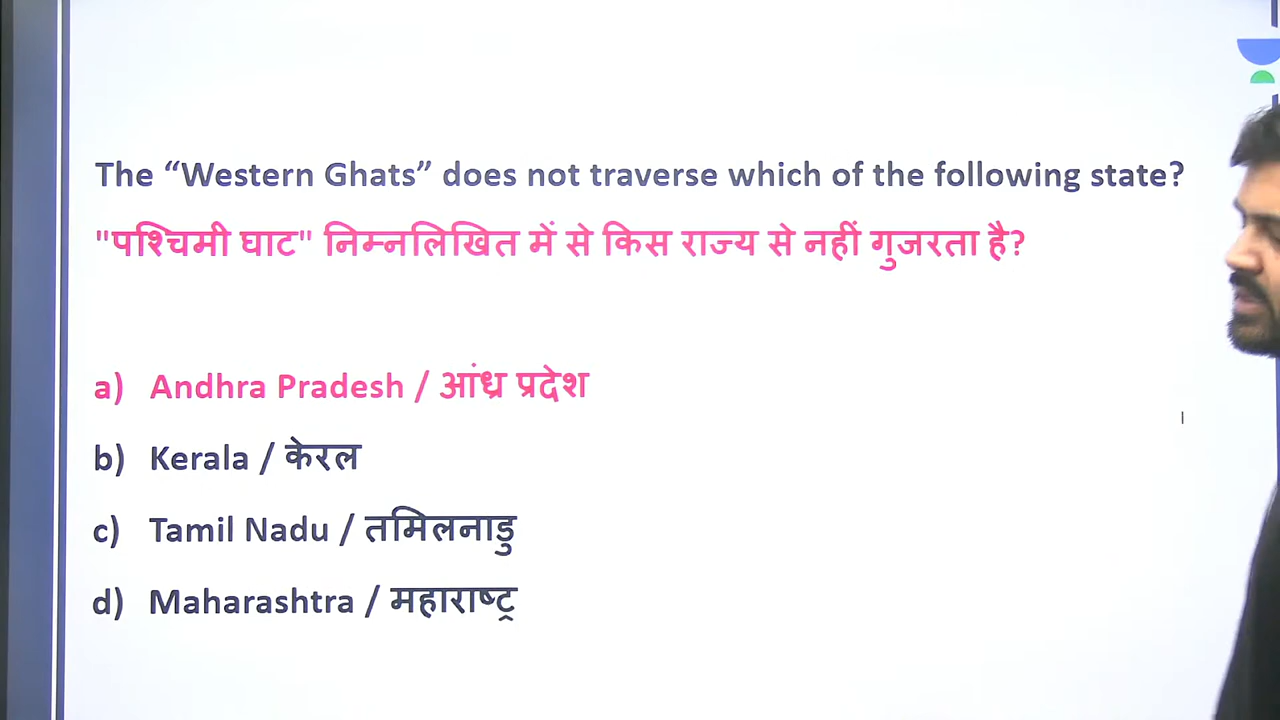 The “Western Ghats” does not traverse which of the following state?
"पश्चिमी घाट" निम्नलिखित में से किस राज्य से नहीं गुजरता है?
a) Andhra Pradesh / आंध्र प्रदेश
b) Kerala / केरल
c) Tamil Nadu / तमिलनाडु
d) Maharashtra / महाराष्ट्र